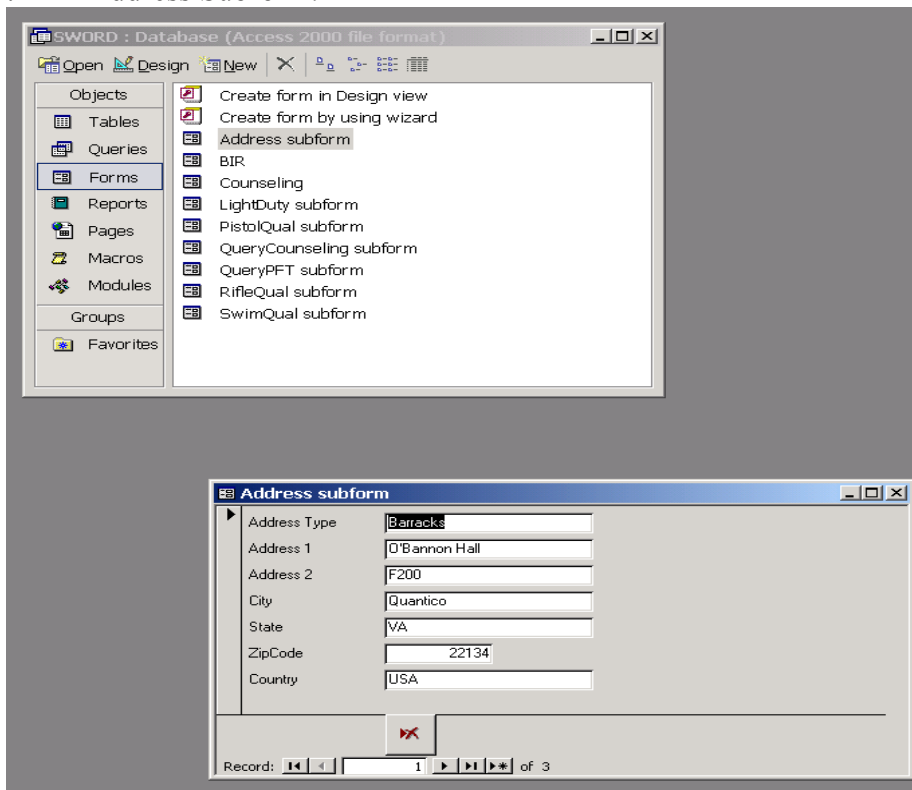 SWORD : Database (Access 2000 file format)
Open Design New
Objects
Tables
Queries
Forms
Reports
Pages
Macros
Modules
Groups
Favorites
Create form in Design view
Create form by using wizard
Address subform
BIR
Counseling
LightDuty subform
PistolQual subform
QueryCounseling subform
QueryPFT subform
RifleQual subform
SwimQual subform
Address subform
Address Type Barracks
Address 1 O'Bannon Hall
Address 2 F200
City Quantico
State VA
ZipCode 22134
Country USA
Record: 1 of 3